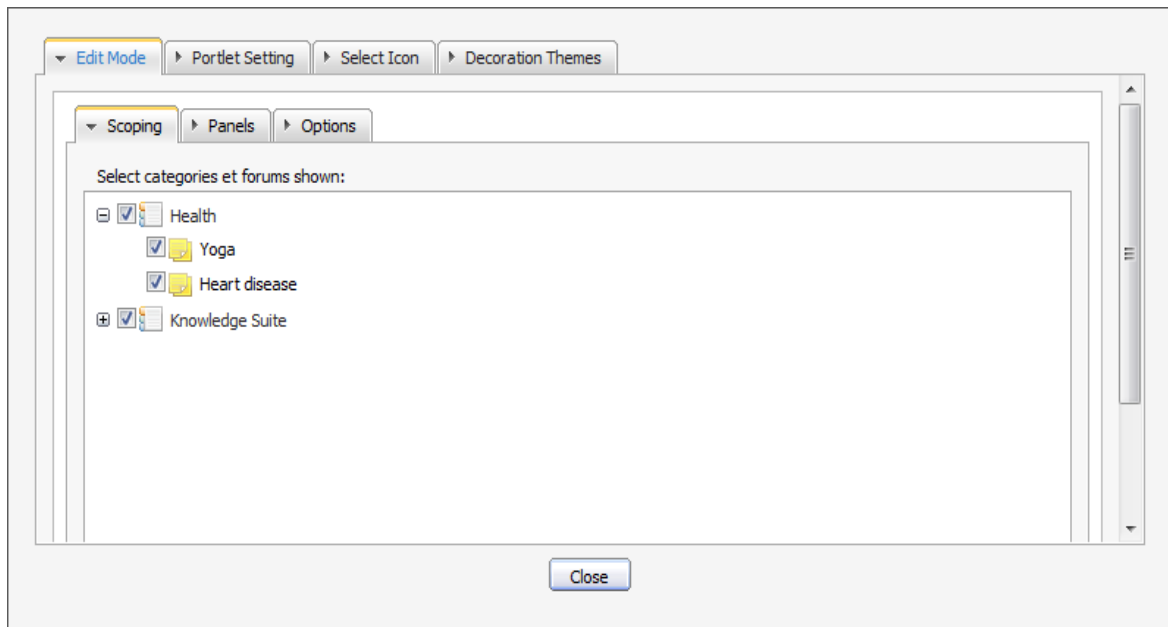 Edit Mode Portlet Setting Select Icon Decoration Themes
Scoping Panels Options
Select categories et forums shown:
Health
Yoga
Heart disease
Knowledge Suite
Close